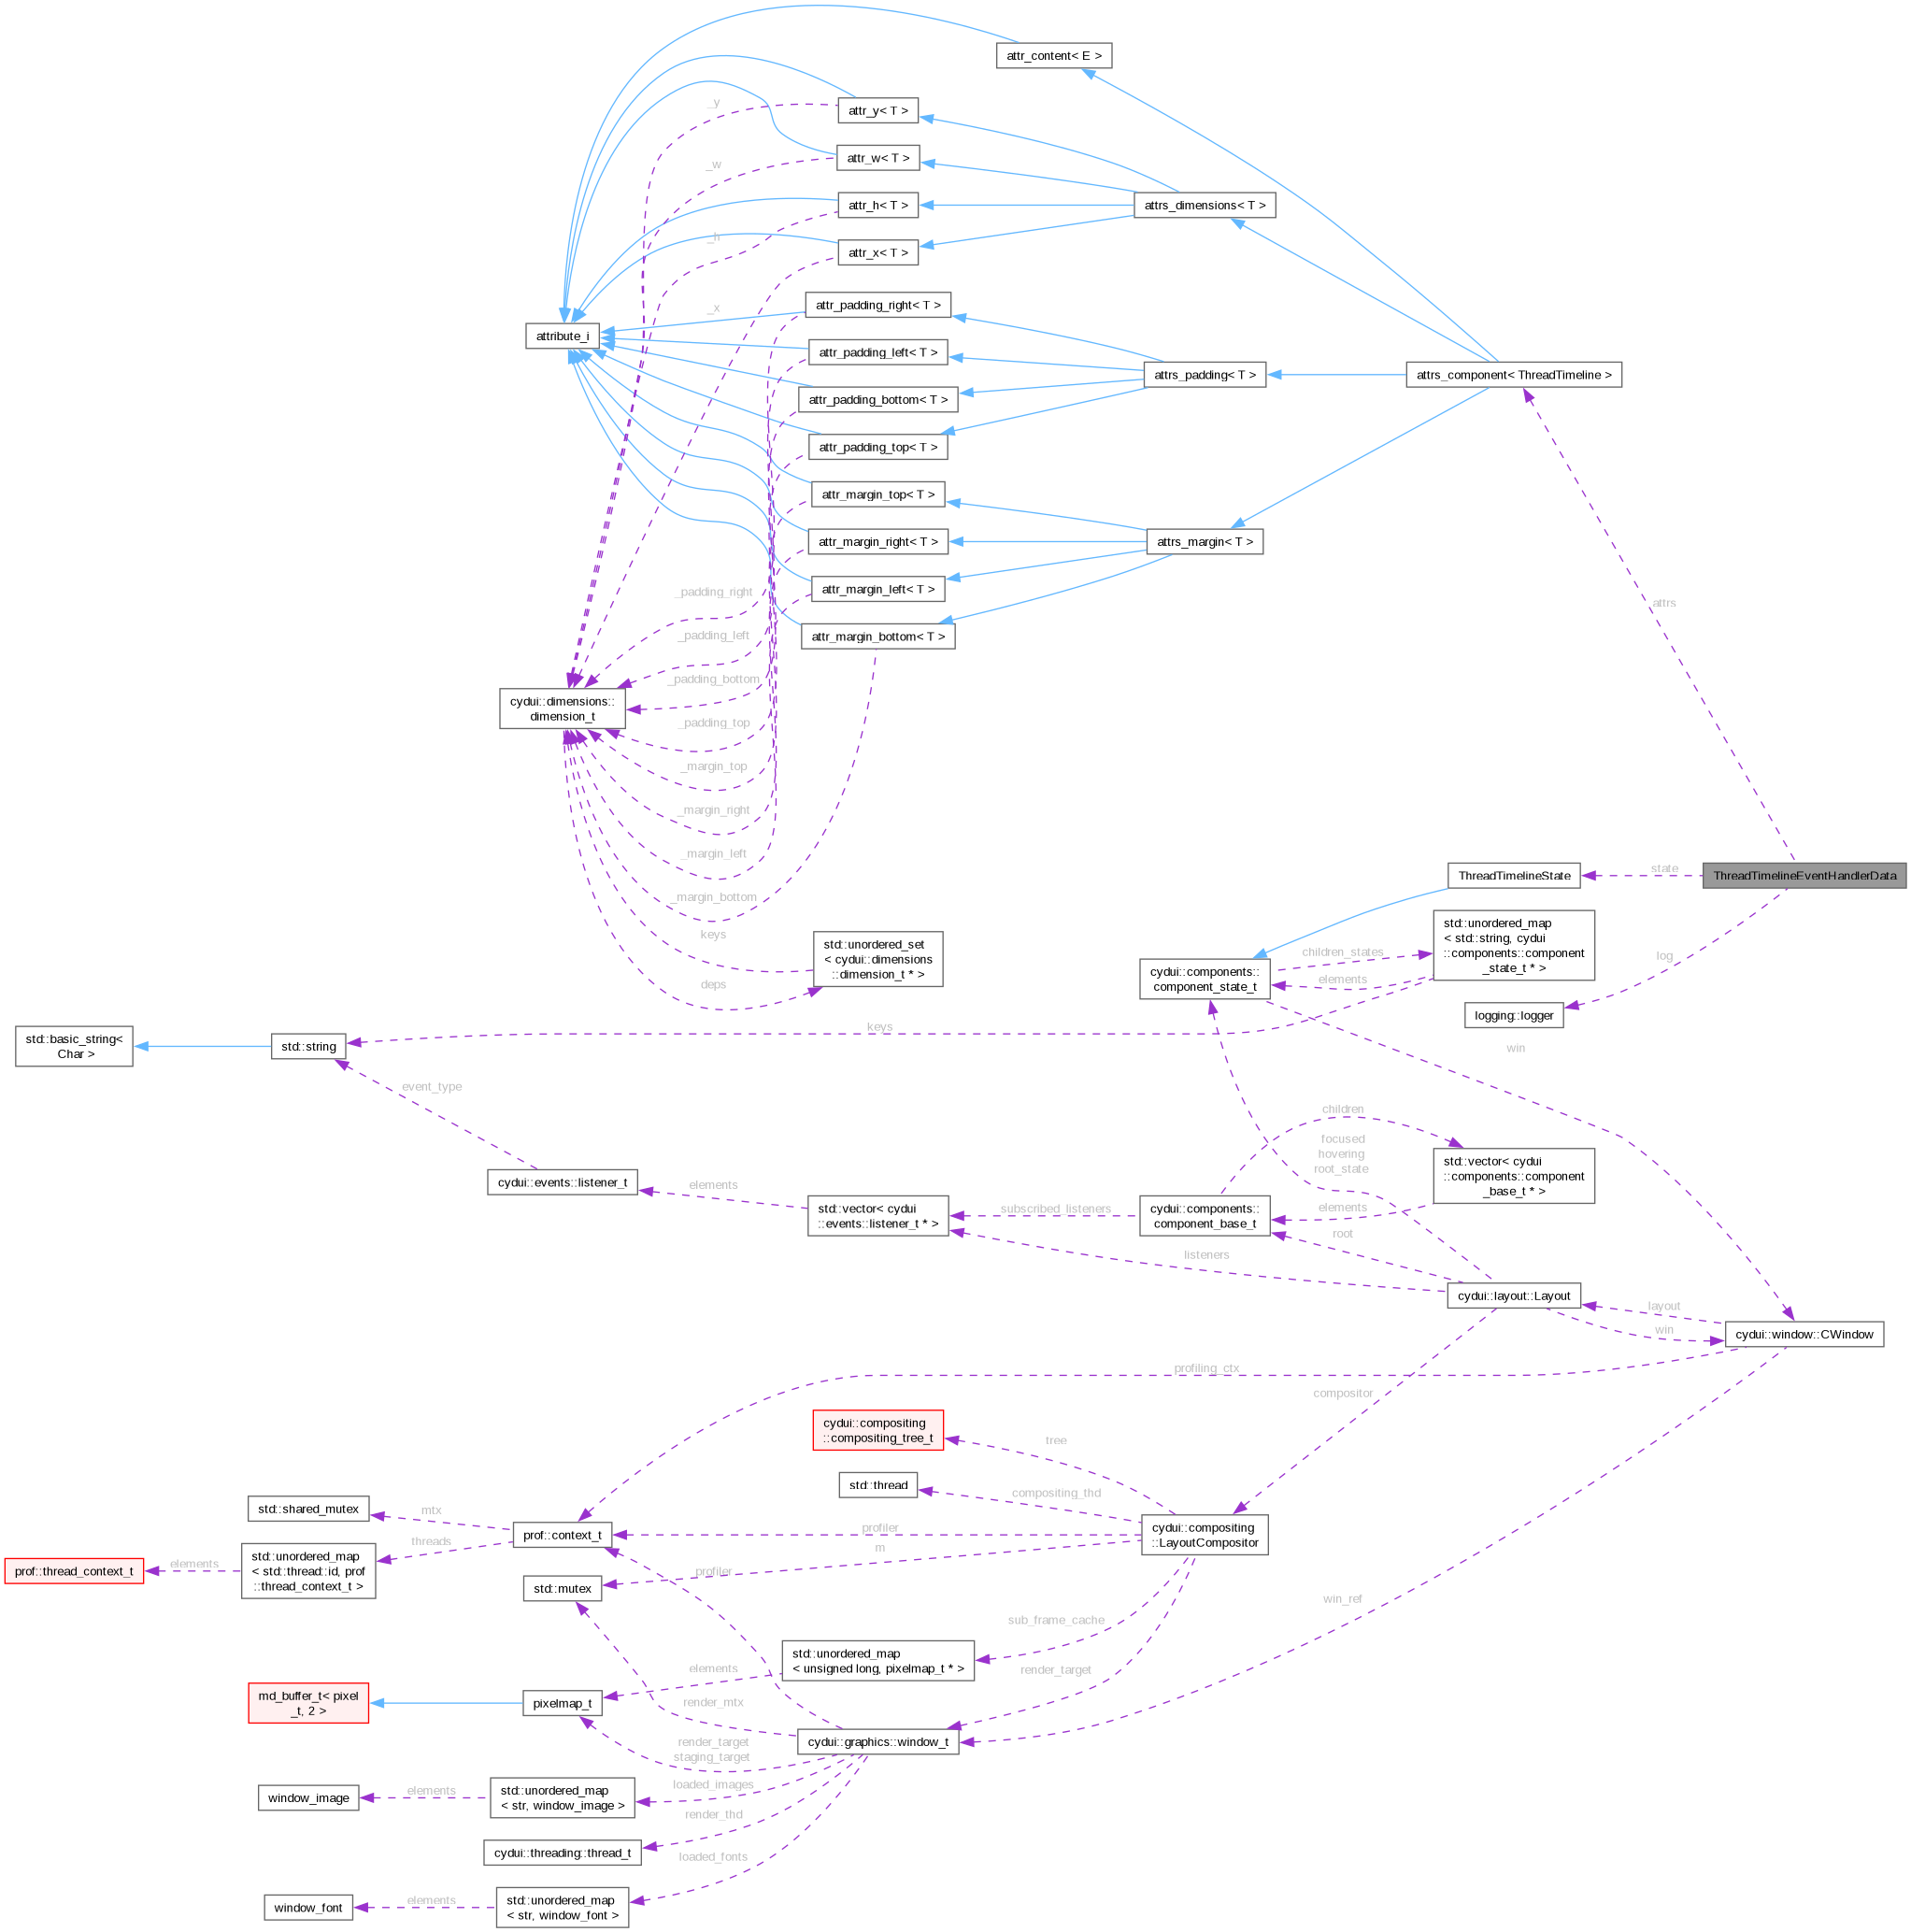 attr_content< E >
_y
attr_y< T >
attr_w< T >
_w
attr_h< T >
attrs_dimensions< T >
_h
attr_x< T >
attr_padding_right< T >
_x
attribute_i
attr_padding_left< T >
attrs_padding< T >
attrs_component< ThreadTimeline >
attr_padding_bottom< T >
attr_padding_top< T >
attr_margin_top< T >
attr_margin_right< T >
attrs_margin< T >
attr_margin_left< T >
_padding_right
attrs
_padding_left
attr_margin_bottom< T >
_padding_bottom
cydui::dimensions::
dimension_t
_padding_top
_margin_top
_margin_right
_margin_left
ThreadTimelineState
state
ThreadTimelineEventHandlerData
_margin_bottom
keys
std::unordered_set
< cydui::dimensions
::dimension_t * >
deps
children_states
std::unordered_map
< std::string, cydui
::components::component
_state_t * >
log
cydui::components::
component_state_t
elements
logging::logger
keys
std::basic_string<
Char >
std::string
win
event_type
children
focused
hovering
root_state
std::vector< cydui
::components::component
_base_t * >
cydui::events::listener_t
elements
std::vector< cydui
::events::listener_t * >
subscribed_listeners
cydui::components::
component_base_t
elements
root
listeners
cydui::layout::Layout
layout
win
cydui::window::CWindow
profiling_ctx
compositor
cydui::compositing
::compositing_tree_t
tree
std::thread
compositing_thd
std::shared_mutex
mtx
prof::context_t
profiler
m
cydui::compositing
::LayoutCompositor
threads
std::unordered_map
< std::thread::id, prof
::thread_context_t >
elements
prof::thread_context_t
profiler
std::mutex
win_ref
sub_frame_cache
std::unordered_map
< unsigned long, pixelmap_t * >
elements
render_target
md_buffer_t< pixel
_t, 2 >
pixelmap_t
render_mtx
cydui::graphics::window_t
render_target
staging_target
loaded_images
window_image
elements
std::unordered_map
< str, window_image >
render_thd
cydui::threading::thread_t
loaded_fonts
window_font
elements
std::unordered_map
< str, window_font >